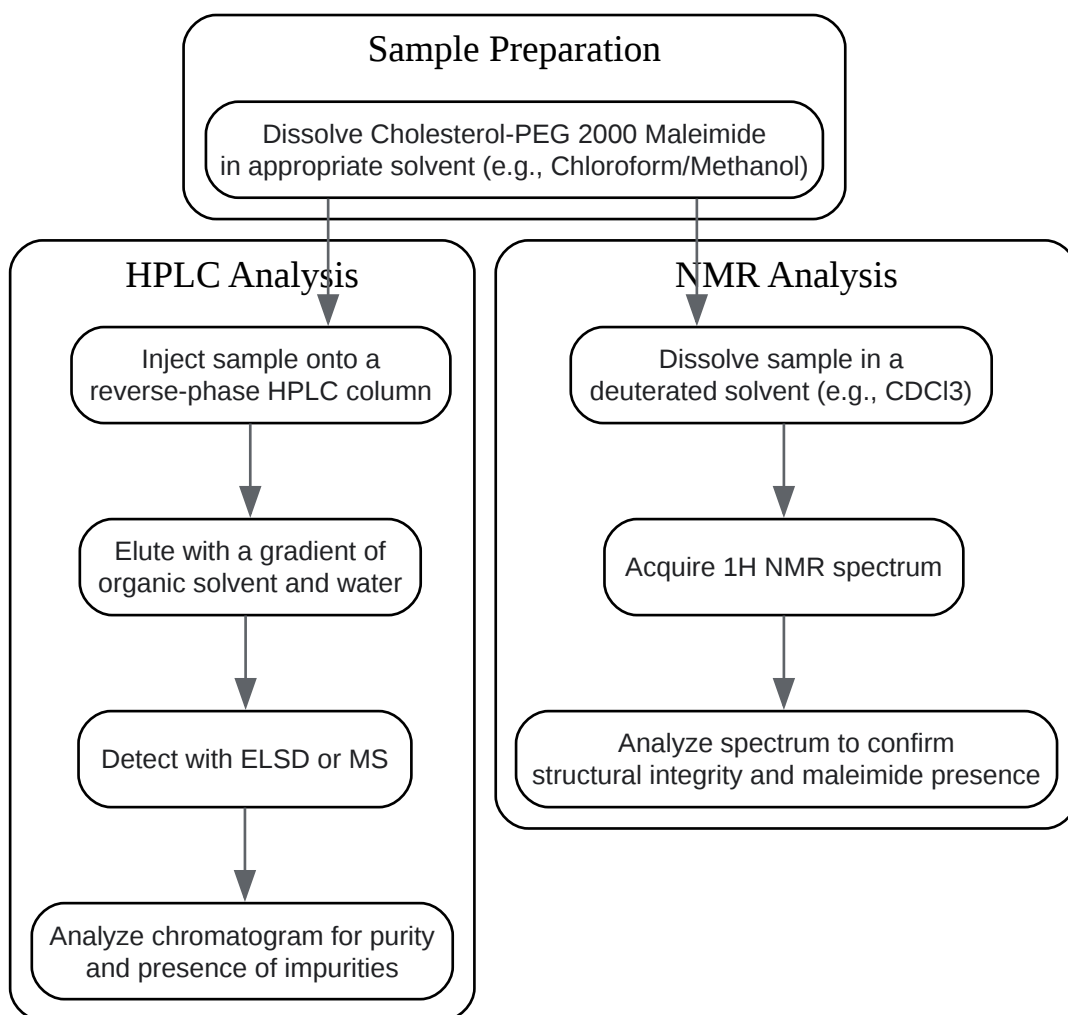 Sample Preparation
Dissolve Cholesterol-PEG 2000 Maleimide
in appropriate solvent (e.g., Chloroform/Methanol)
HPLC Analysis
Inject sample onto a
reverse-phase HPLC column
Elute with a gradient of
organic solvent and water
Detect with ELSD or MS
Analyze chromatogram for purity
and presence of impurities
NMR Analysis
Dissolve sample in a
deuterated solvent (e.g., CDCl3)
Acquire 1H NMR spectrum
Analyze spectrum to confirm
structural integrity and maleimide presence